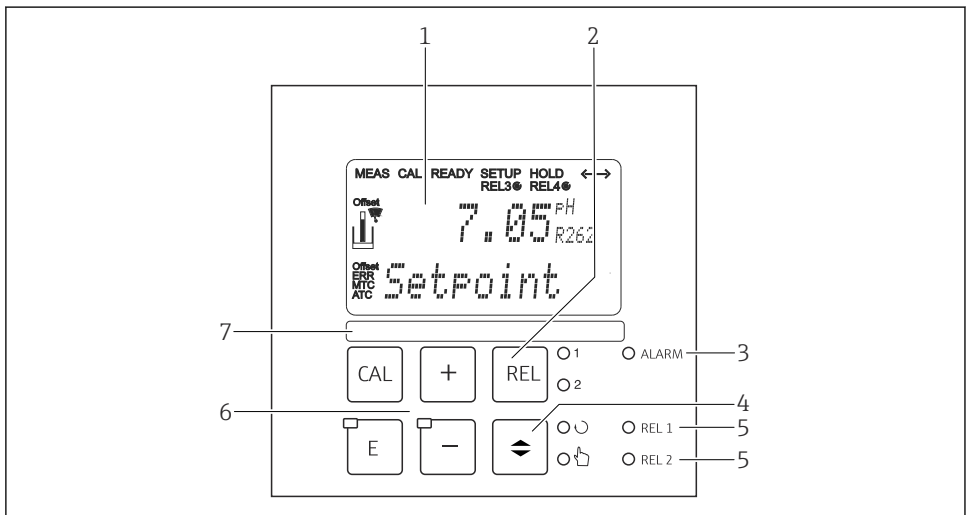 1 2
MEAS CAL READY SETUP HOLD
REL3 REL4
Offset
7.05 pH
R262
Offset
ERR
MTC
ATC
Setpoint
7
CAL + REL 1 ALARM 3
2
6
4
E − REL 1 5
REL 2 5